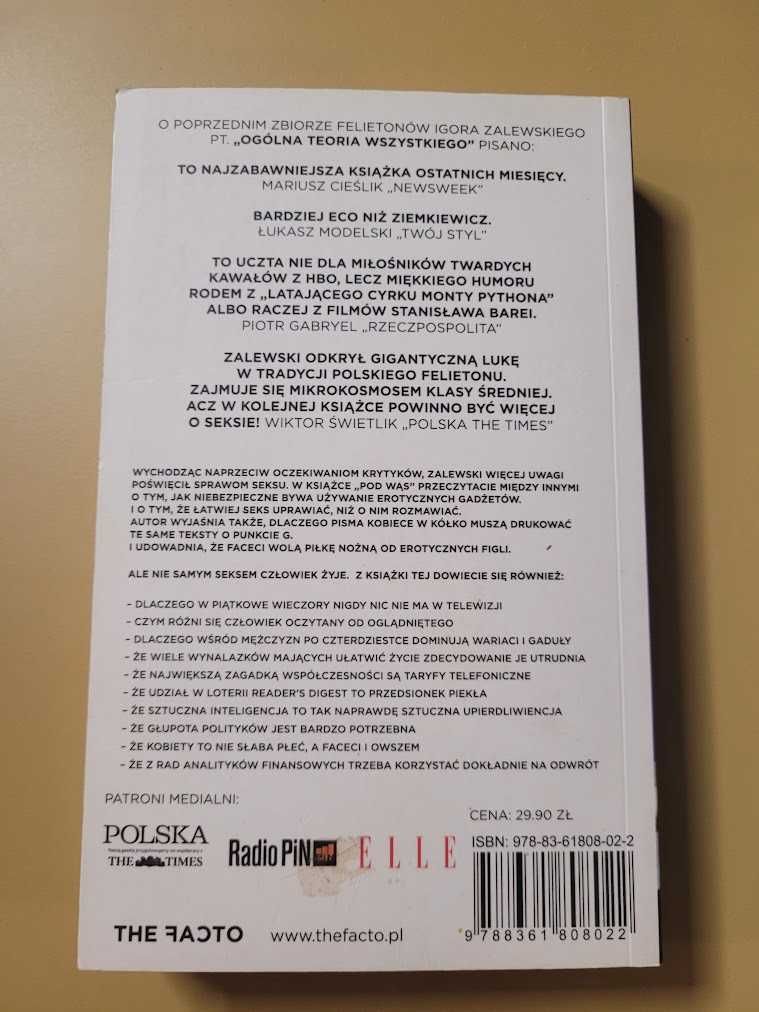 O POPRZEDNIM ZBIORZE FELIETONÓW IGORA ZALEWSKIEGO
PT. „OGÓLNA TEORIA WSZYSTKIEGO” PISANO:
TO NAJZABAWNIEJSZA KSIĄŻKA OSTATNICH MIESIĘCY.
MARIUSZ CIEŚLIK „NEWSWEEK”
BARDZIEJ ECO NIŻ ZIEMKIEWICZ.
ŁUKASZ MODELSKI „TWÓJ STYL”
TO UCZTA NIE DLA MIŁOŚNIKÓW TWARDYCH
KAWAŁÓW Z HBO, LECZ MIĘKKIEGO HUMORU
RODEM Z „LATAJĄCEGO CYRKU MONTY PYTHONA”
ALBO RACZEJ Z FILMÓW STANISŁAWA BAREI.
PIOTR GABRYEL „RZECZPOSPOLITA”
ZALEWSKI ODKRYŁ GIGANTYCZNĄ LUKĘ
W TRADYCJI POLSKIEGO FELIETONU.
ZAJMUJE SIĘ MIKROKOSMOSEM KLASY ŚREDNIEJ.
ACZ W KOLEJNEJ KSIĄŻCE POWINNO BYĆ WIĘCEJ
O SEKSIE! WIKTOR ŚWIETLIK „POLSKA THE TIMES”
WYCHODZĄC NAPRZECIW OCZEKIWANIOM KRYTYKÓW, ZALEWSKI WIĘCEJ UWAGI
POŚWIĘCIŁ SPRAWOM SEKSU. W KSIĄŻCE „POD WĄS” PRZECZYTACIE MIĘDZY INNYMI
O TYM, JAK NIEBEZPIECZNE BYWA UŻYWANIE EROTYCZNYCH GADŻETÓW.
I O TYM, ŻE ŁATWIEJ SEKS UPRAWIAĆ, NIŻ O NIM ROZMAWIAĆ.
AUTOR WYJAŚNIA TAKŻE, DLACZEGO PISMA KOBIECE W KÓŁKO MUSZĄ DRUKOWAĆ
TE SAME TEKSTY O PUNKCIE G.
I UDOWADNIA, ŻE FACECI WOLĄ PIŁKĘ NOŻNĄ OD EROTYCZNYCH FIGLI.
ALE NIE SAMYM SEKSEM CZŁOWIEK ŻYJE. Z KSIĄŻKI TEJ DOWIECIE SIĘ RÓWNIEŻ:
– DLACZEGO W PIĄTKOWE WIECZORY NIGDY NIC NIE MA W TELEWIZJI
– CZYM RÓŻNI SIĘ CZŁOWIEK OCZYTANY OD OGLĄDNIĘTEGO
– DLACZEGO WŚRÓD MĘŻCZYZN PO CZTERDZIESTCE DOMINUJĄ WARIACI I GADUŁY
– ŻE WIELE WYNALAZKÓW MAJĄCYCH UŁATWIĆ ŻYCIE ZDECYDOWANIE JE UTRUDNIA
– ŻE NAJWIĘKSZĄ ZAGADKĄ WSPÓŁCZESNOŚCI SĄ TARYFY TELEFONICZNE
– ŻE UDZIAŁ W LOTERII READER'S DIGEST TO PRZEDSIONEK PIEKŁA
– ŻE SZTUCZNA INTELIGENCJA TO TAK NAPRAWDĘ SZTUCZNA UPIERDLIWIENCJA
– ŻE GŁUPOTA POLITYKÓW JEST BARDZO POTRZEBNA
– ŻE KOBIETY TO NIE SŁABA PŁEĆ, A FACECI I OWSZEM
– ŻE Z RAD ANALITYKÓW FINANSOWYCH TRZEBA KORZYSTAĆ DOKŁADNIE NA ODWRÓT
PATRONI MEDIALNI:
CENA: 29.90 ZŁ
POLSKA
THE TIMES
Radio PiN
ELLE
ISBN: 978-83-61808-02-2
9 788361 808022
THE FACTO www.thefacto.pl